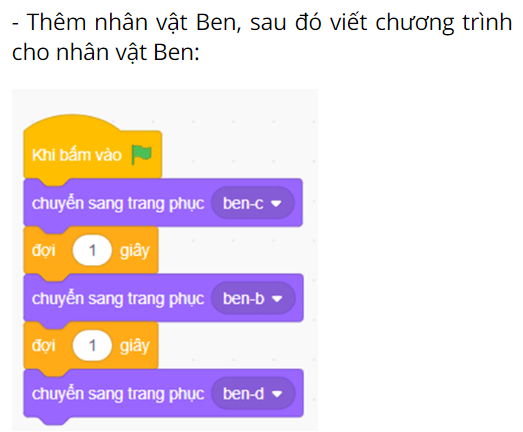 - Thêm nhân vật Ben, sau đó viết chương trình
cho nhân vật Ben:
Khi bấm vào
chuyển sang trang phục ben-c
đợi 1 giây
chuyển sang trang phục ben-b
đợi 1 giây
chuyển sang trang phục ben-d